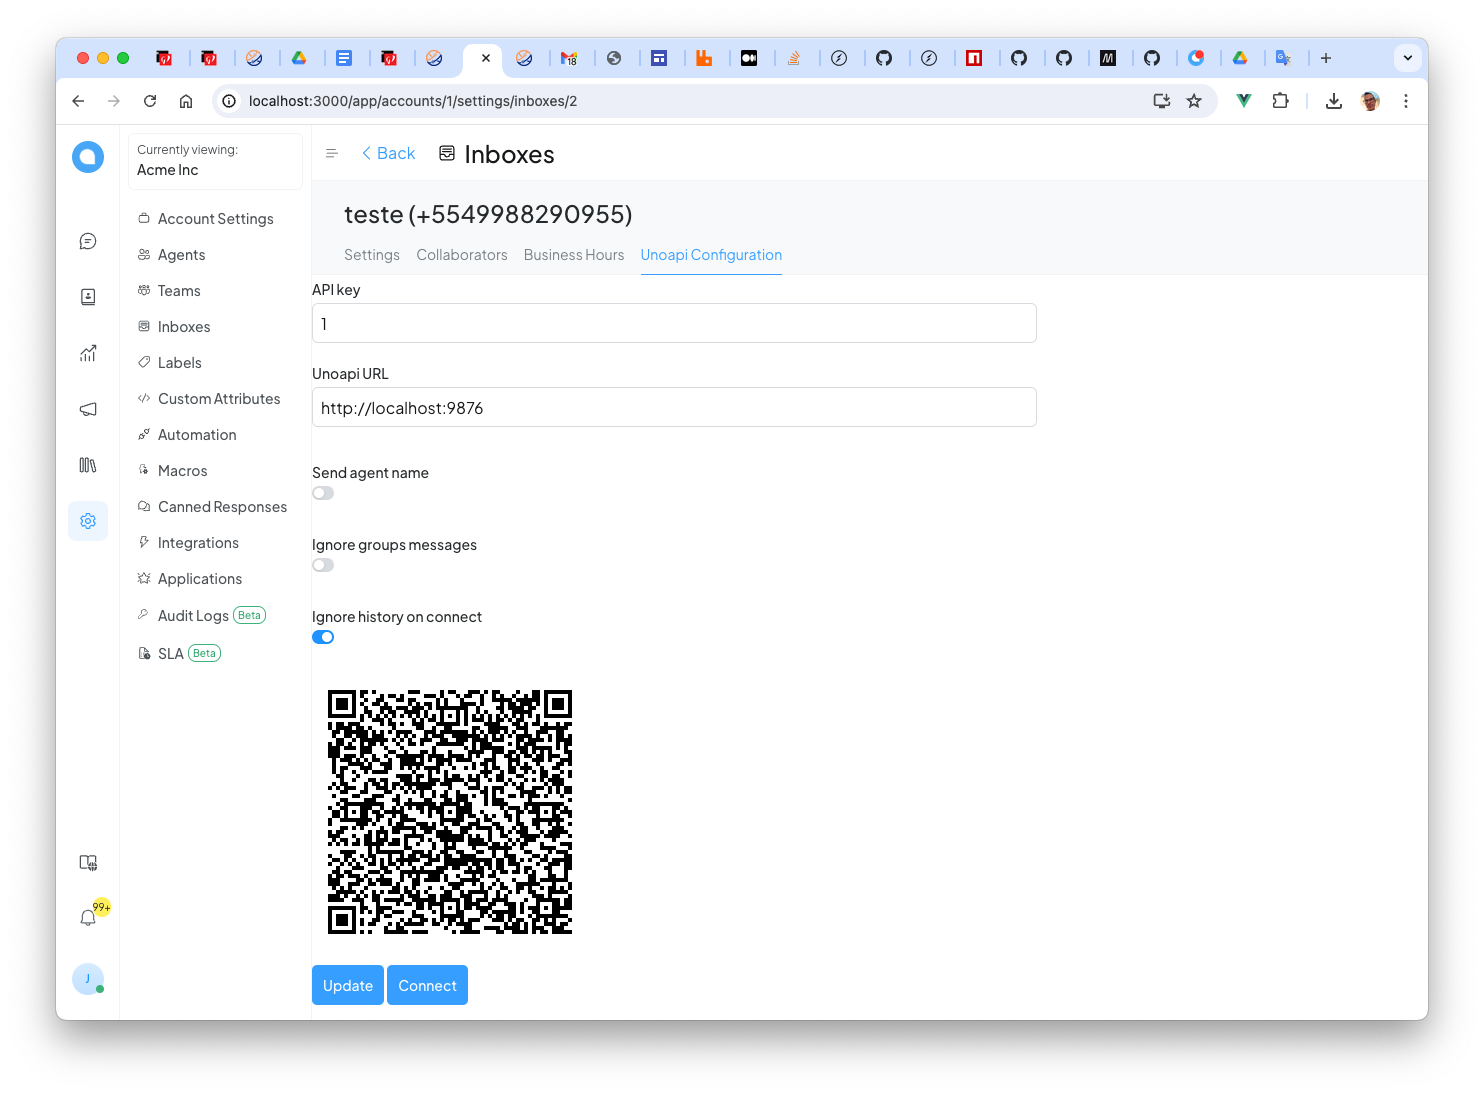 18
localhost:3000/app/accounts/1/settings/inboxes/2
Currently viewing:
Acme Inc
Account Settings
Agents
Teams
Inboxes
Labels
Custom Attributes
Automation
Macros
Canned Responses
Integrations
Applications
Audit Logs Beta
SLA Beta
99+
J
Back
Inboxes
teste (+5549988290955)
Settings Collaborators Business Hours Unoapi Configuration
API key
1
Unoapi URL
http://localhost:9876
Send agent name
Ignore groups messages
Ignore history on connect
Update Connect